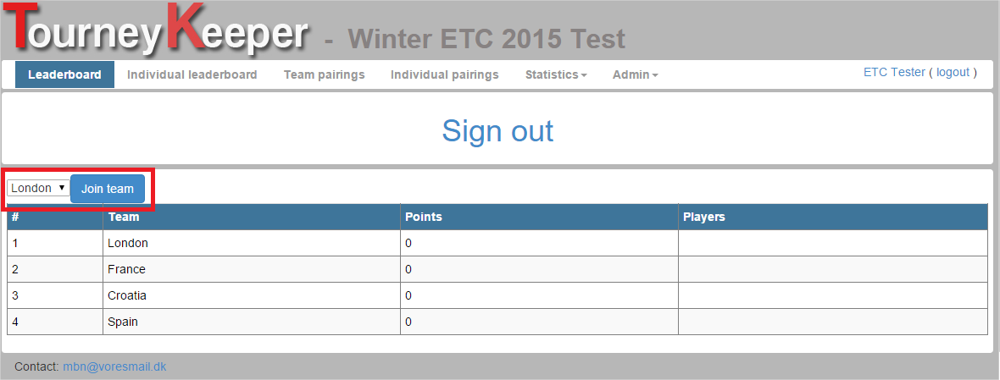 TourneyKeeper - Winter ETC 2015 Test
Leaderboard Individual leaderboard Team pairings Individual pairings Statistics Admin ETC Tester ( logout )
Sign out
London Join team
# Team Points Players
1 London 0
2 France 0
3 Croatia 0
4 Spain 0
Contact: mbn@voresmail.dk